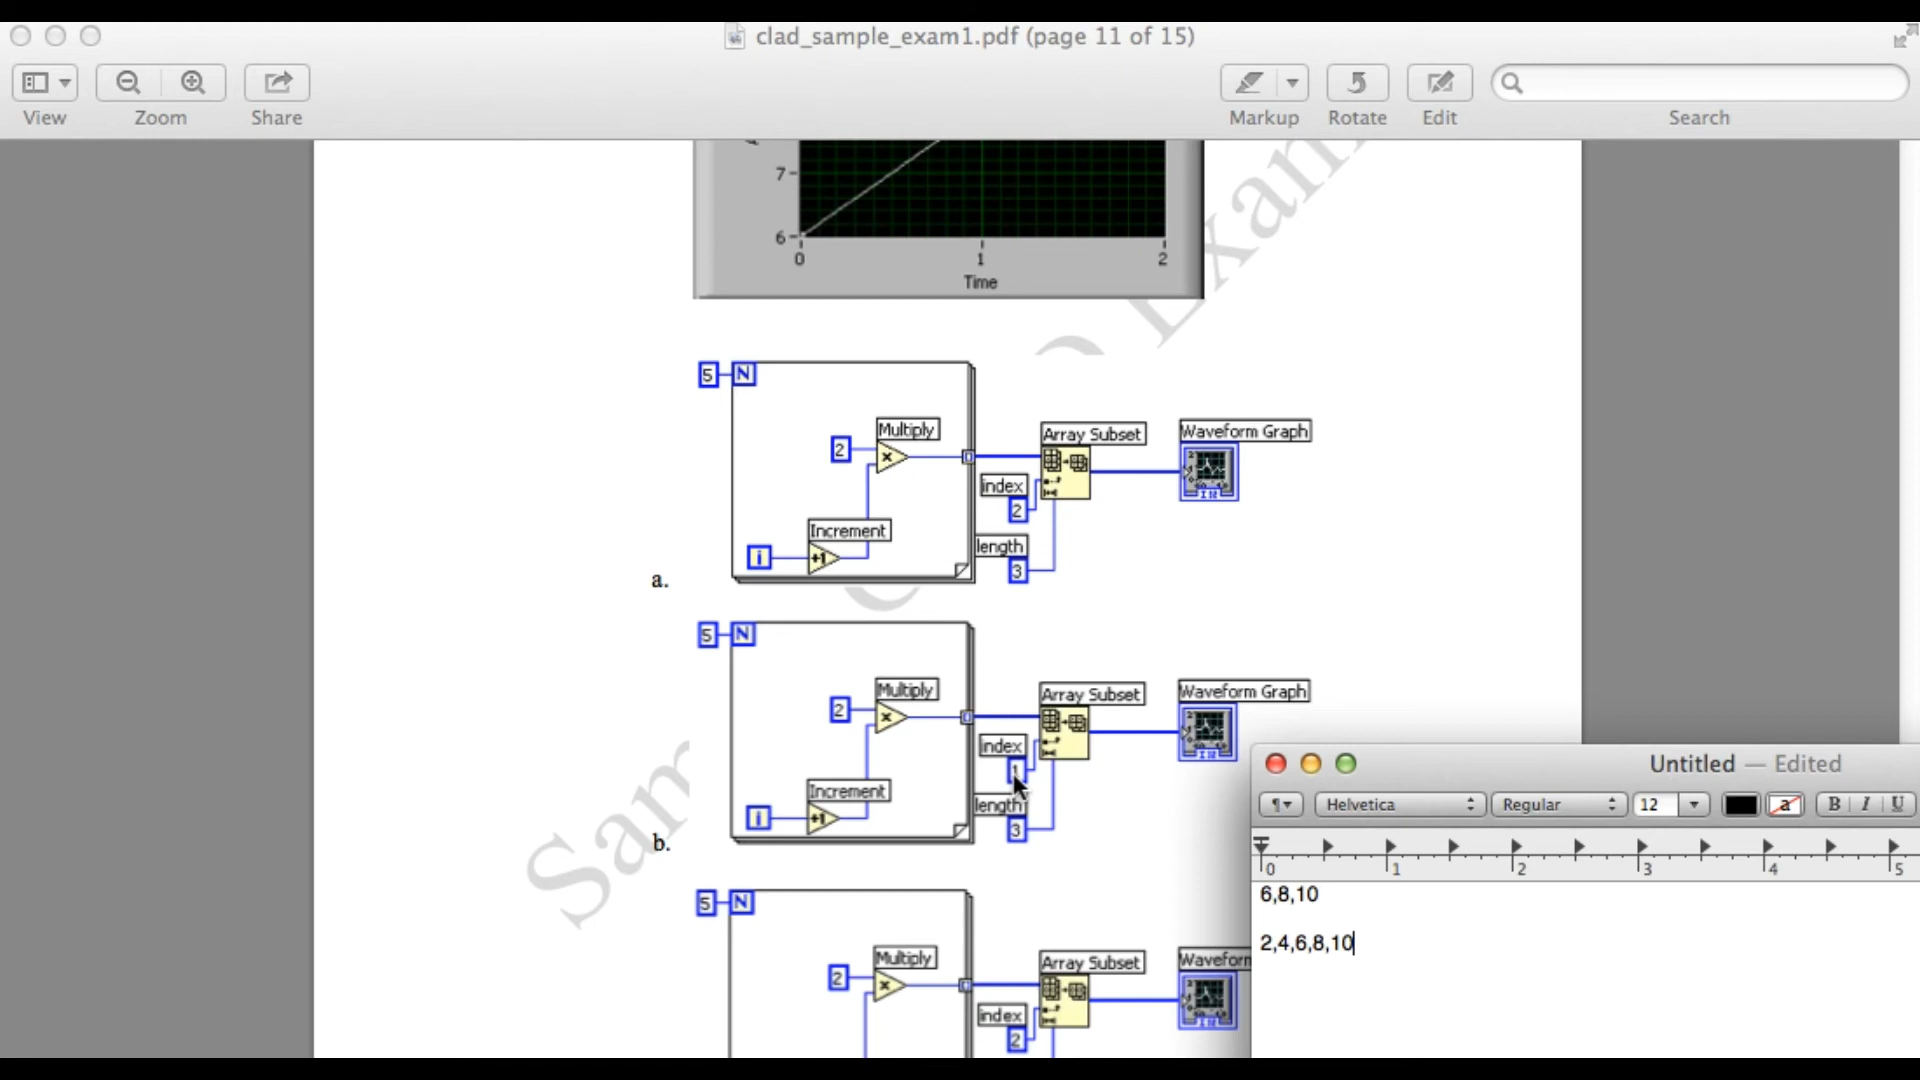 clad_sample_exam1.pdf (page 11 of 15)
View
Zoom
Share
Markup
Rotate
Edit
Search
7
6
0
1
2
Time
5
N
2
Multiply
x
Increment
i
+1
Array Subset
index
2
length
3
Waveform Graph
a.
5
N
2
Multiply
x
Increment
i
+1
Array Subset
index
1
length
3
Waveform Graph
b.
5
N
2
Multiply
x
Array Subset
index
2
Waveform
Untitled — Edited
Helvetica
Regular
12
a
B I U
0 1 2 3 4 5
6,8,10
2,4,6,8,10